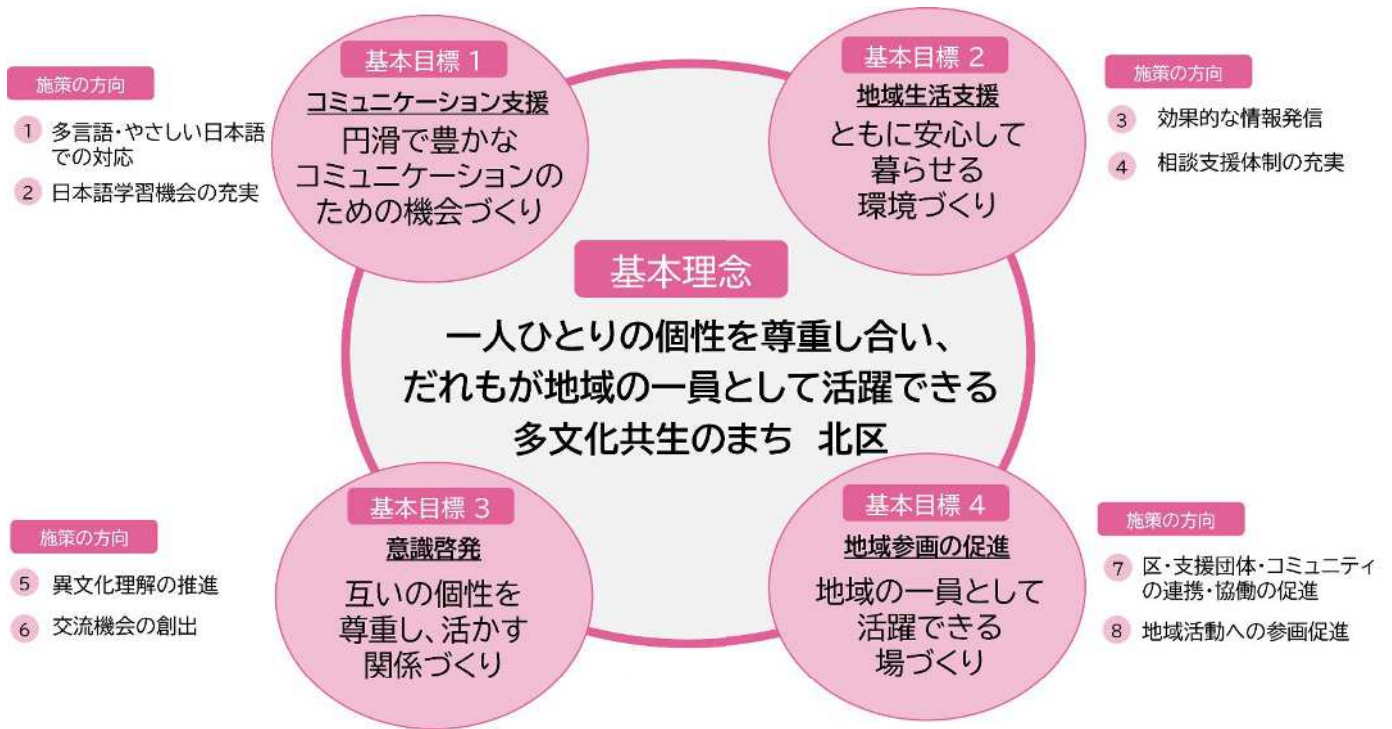 基本目標 1
コミュニケーション支援
円滑で豊かな
コミュニケーションの
ための機会づくり
施策の方向
1 多言語・やさしい日本語
での対応
2 日本語学習機会の充実
基本目標 2
地域生活支援
ともに安心して
暮らせる
環境づくり
施策の方向
3 効果的な情報発信
4 相談支援体制の充実
基本理念
一人ひとりの個性を尊重し合い、
だれもが地域の一員として活躍できる
多文化共生のまち 北区
基本目標 3
意識啓発
互いの個性を
尊重し、活かす
関係づくり
施策の方向
5 異文化理解の推進
6 交流機会の創出
基本目標 4
地域参画の促進
地域の一員として
活躍できる
場づくり
施策の方向
7 区・支援団体・コミュニティ
の連携・協働の促進
8 地域活動への参画促進